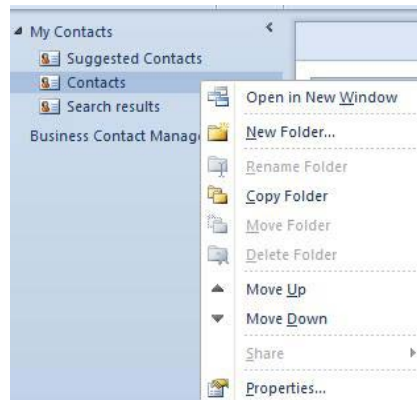 My Contacts
Suggested Contacts
Contacts
Search results
Business Contact Manag
Open in New Window
New Folder...
Rename Folder
Copy Folder
Move Folder
Delete Folder
Move Up
Move Down
Share
Properties...